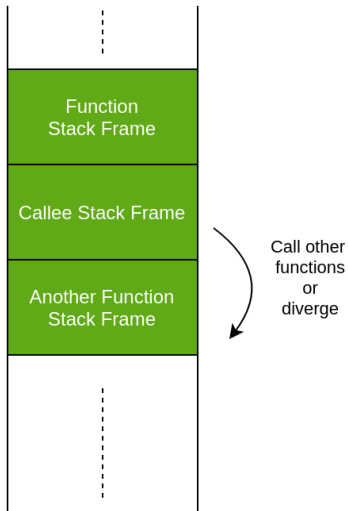 Function
Stack Frame
Callee Stack Frame
Another Function
Stack Frame
Call other
functions
or
diverge